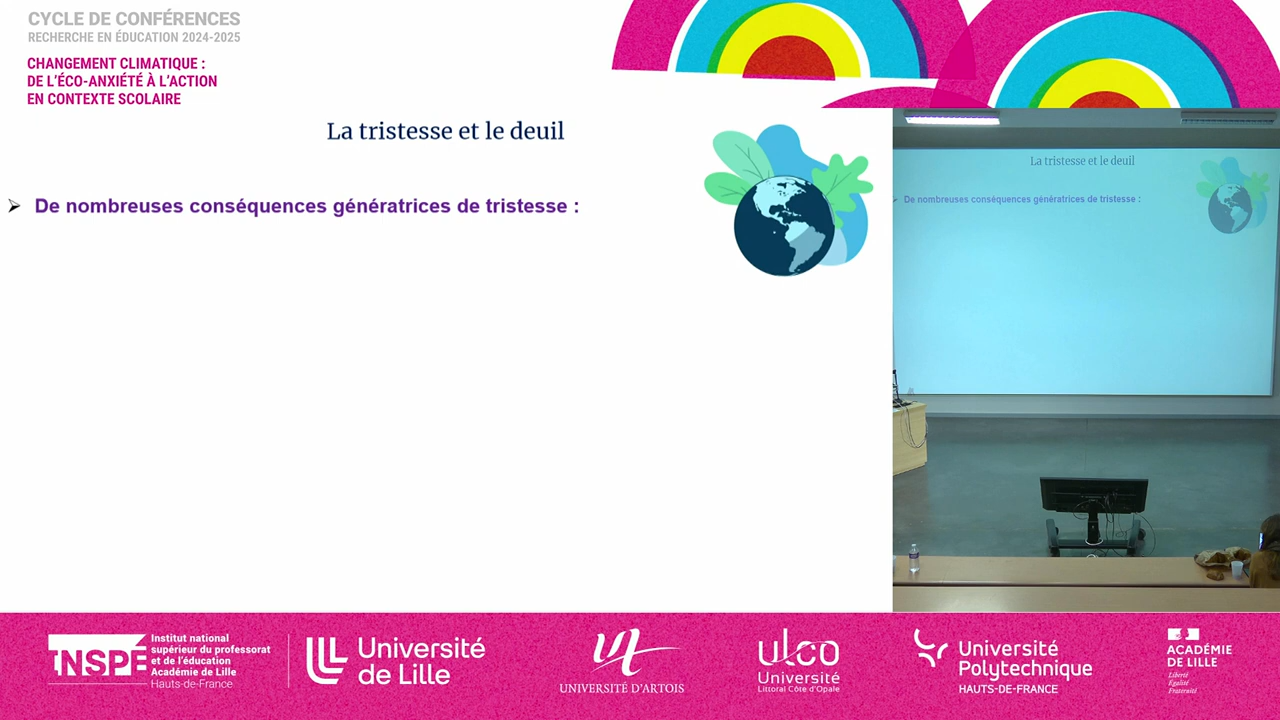 CYCLE DE CONFÉRENCES
RECHERCHE EN ÉDUCATION 2024-2025
CHANGEMENT CLIMATIQUE :
DE L'ÉCO-ANXIÉTÉ À L'ACTION
EN CONTEXTE SCOLAIRE
La tristesse et le deuil
De nombreuses conséquences génératrices de tristesse :
La tristesse et le deuil
De nombreuses conséquences génératrices de tristesse :
INSPÉ
Institut national
supérieur du professorat
et de l'éducation
Académie de Lille
Hauts-de-France
Université
de Lille
UNIVERSITÉ D'ARTOIS
ulco
Université
Littoral Côte d'Opale
Université
Polytechnique
HAUTS-DE-FRANCE
ACADÉMIE
DE LILLE
Liberté
Égalité
Fraternité